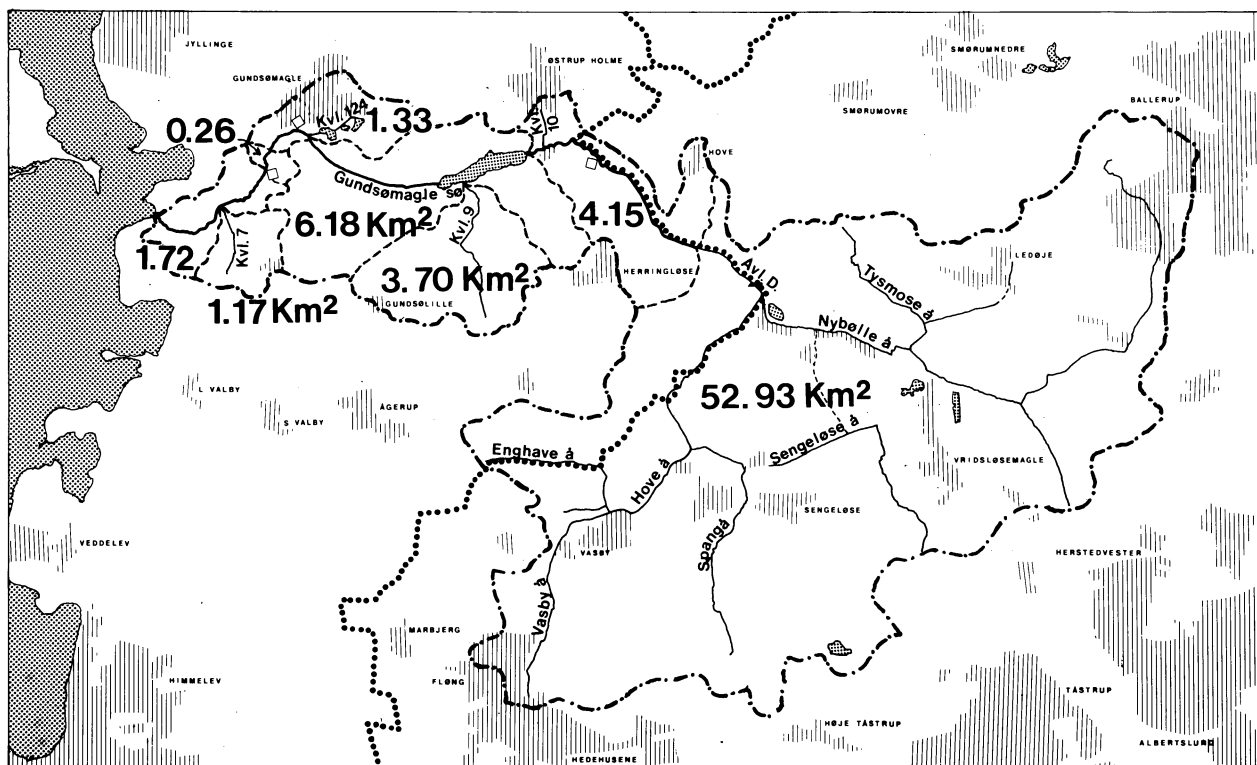 JYLLINGE
GUNDSØMAGLE
ØSTRUP HOLME
SMØRUMNEDRE
SMØRUMOVRE
BALLERUP
Kvl. 12A
1.33
0.26
10
HOVE
Gundsømagle sø
6.18 Km²
Kvl. 9
4.15
1.72
Kvl. 7
1.17 Km²
3.70 Km²
GUNDSØLILLE
HERRINGLØSE
Avl. D
LEDØJE
Tysmose å
Nybølle å
52.93 Km²
L VALBY
S VALBY
ÅGERUP
Enghave å
Hove å
Sengeløse å
VRIDSLØSEMAGLE
SENGELØSE
Spangå
VEDDELEV
VASBY
HERSTEDVESTER
Vasby å
MARBJERG
FLØNG
HIMMELEV
TÅSTRUP
HØJE TÅSTRUP
ALBERTSLUND
HEDEHUSENE